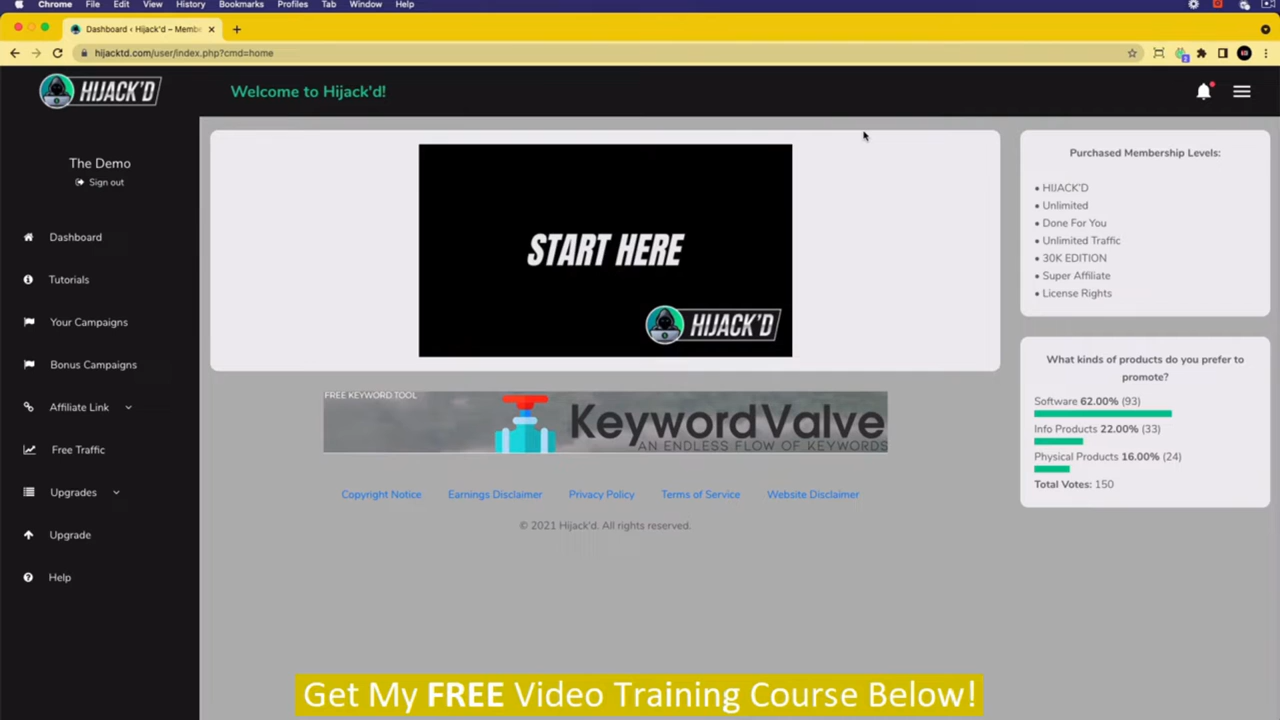 Chrome File Edit View History Bookmarks Profiles Tab Window Help
Dashboard ‹ Hijack'd – Membe
hijacktd.com/user/index.php?cmd=home
HIJACK'D
Welcome to Hijack'd!
The Demo
Sign out
Dashboard
Tutorials
Your Campaigns
Bonus Campaigns
Affiliate Link
Free Traffic
Upgrades
Upgrade
Help
START HERE
HIJACK'D
FREE KEYWORD TOOL
KeywordValve
AN ENDLESS FLOW OF KEYWORDS
Copyright Notice Earnings Disclaimer Privacy Policy Terms of Service Website Disclaimer
© 2021 Hijack'd. All rights reserved.
Purchased Membership Levels:
• HIJACK'D
• Unlimited
• Done For You
• Unlimited Traffic
• 30K EDITION
• Super Affiliate
• License Rights
What kinds of products do you prefer to
promote?
Software 62.00% (93)
Info Products 22.00% (33)
Physical Products 16.00% (24)
Total Votes: 150
Get My FREE Video Training Course Below!